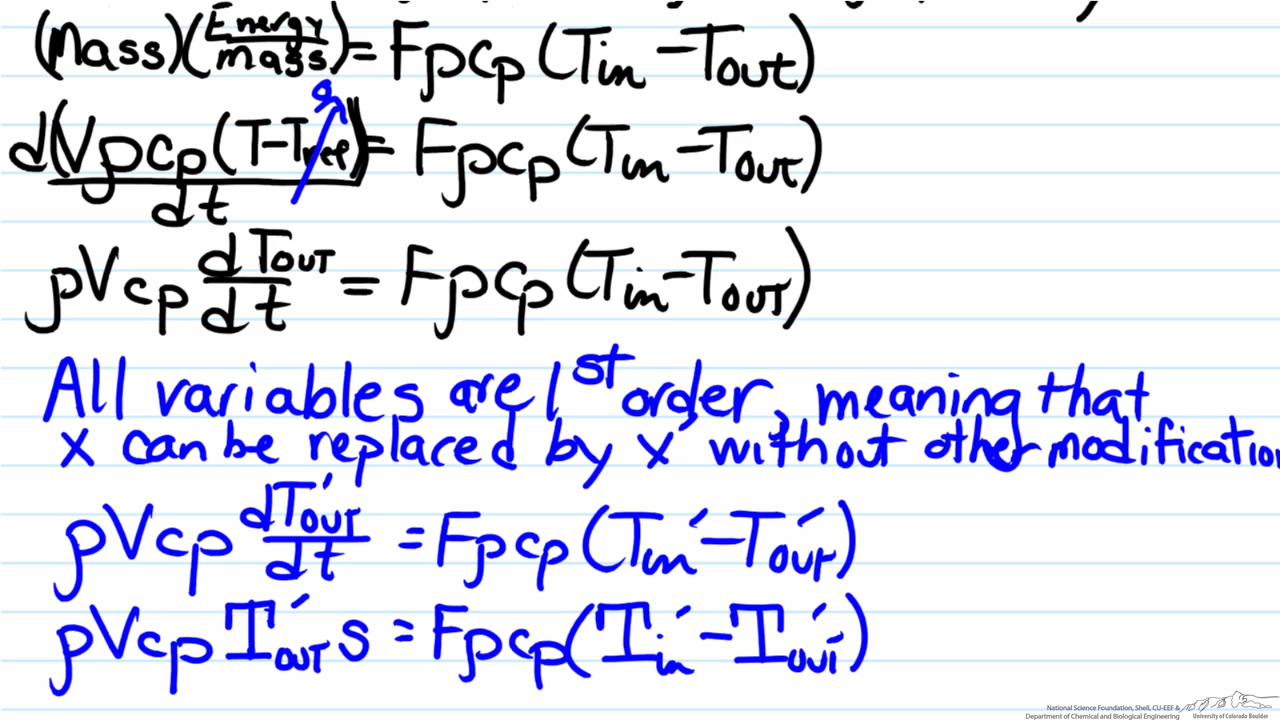 (Mass)(Energy/mass) = Fρcp (Tin - Tout)
d(Vρcp(T-Tref))/dt = Fρcp (Tin - Tout)
0
ρVcp dTout/dt = Fρcp (Tin - Tout)
All variables are 1st order, meaning that
x can be replaced by x' without other modification
ρVcp dT'out/dt = Fρcp (Tin' - Tout')
ρVcp T'out s = Fρcp (T'in - T'out)
National Science Foundation, Shell, CU-EEF &
Department of Chemical and Biological Engineering
University of Colorado Boulder